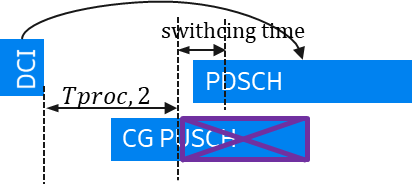 swithcing time
DCI
PDSCH
Tproc, 2
CG PUSCH